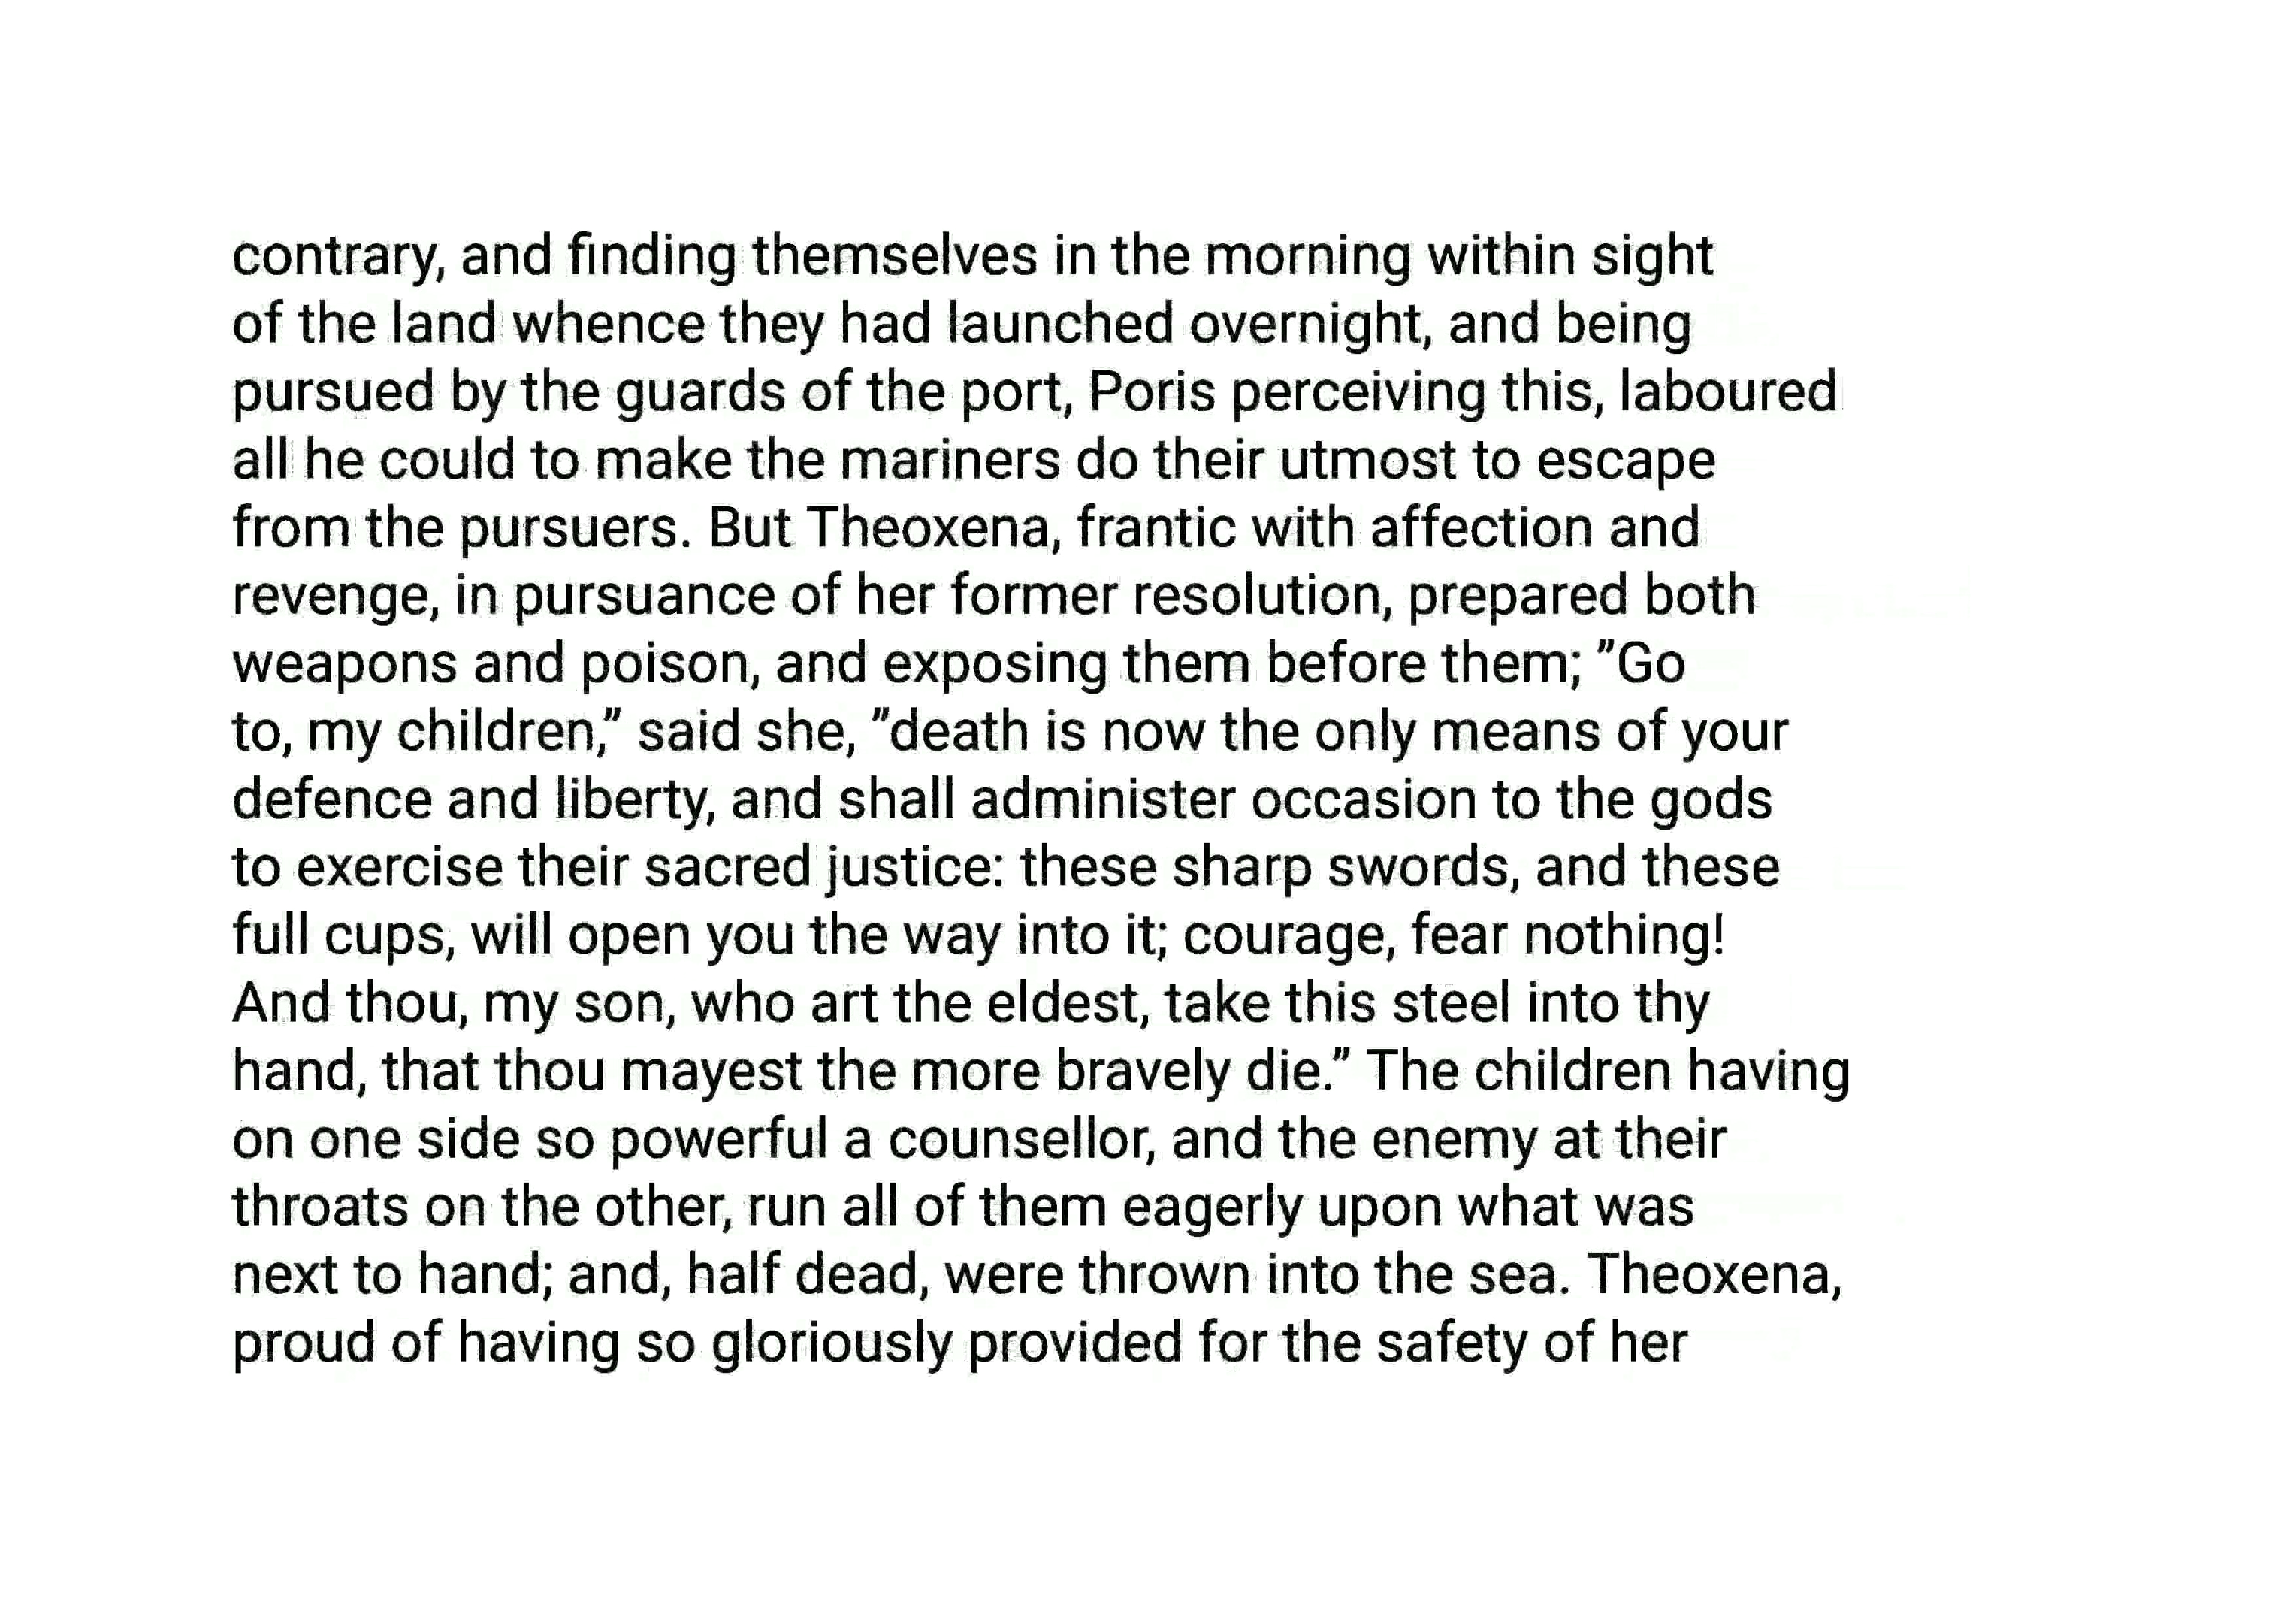 contrary, and finding themselves in the morning within sight
of the land whence they had launched overnight, and being
pursued by the guards of the port, Poris perceiving this, laboured
all he could to make the mariners do their utmost to escape
from the pursuers. But Theoxena, frantic with affection and
revenge, in pursuance of her former resolution, prepared both
weapons and poison, and exposing them before them; ”Go
to, my children,” said she, ”death is now the only means of your
defence and liberty, and shall administer occasion to the gods
to exercise their sacred justice: these sharp swords, and these
full cups, will open you the way into it; courage, fear nothing!
And thou, my son, who art the eldest, take this steel into thy
hand, that thou mayest the more bravely die.” The children having
on one side so powerful a counsellor, and the enemy at their
throats on the other, run all of them eagerly upon what was
next to hand; and, half dead, were thrown into the sea. Theoxena,
proud of having so gloriously provided for the safety of her